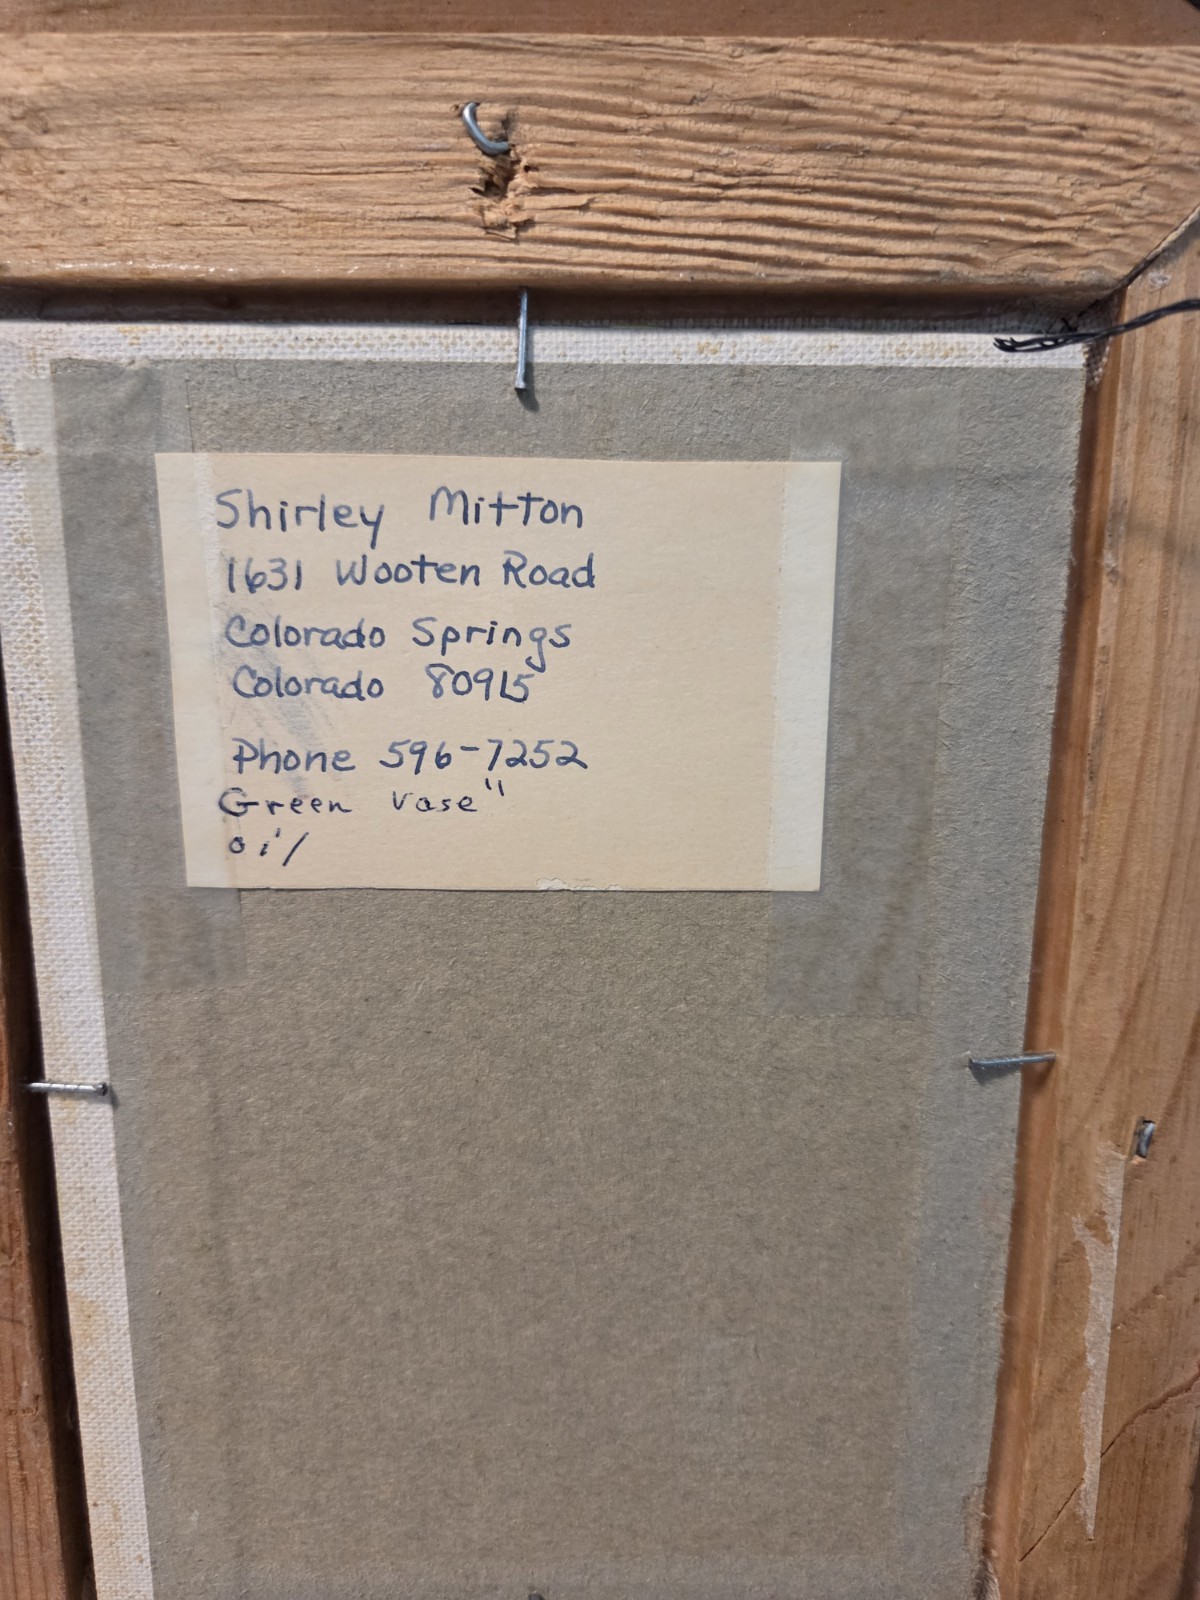 Shirley Mitton
1631 Wooten Road
Colorado Springs
Colorado 80915
Phone 596-7252
Green Vase"
oil